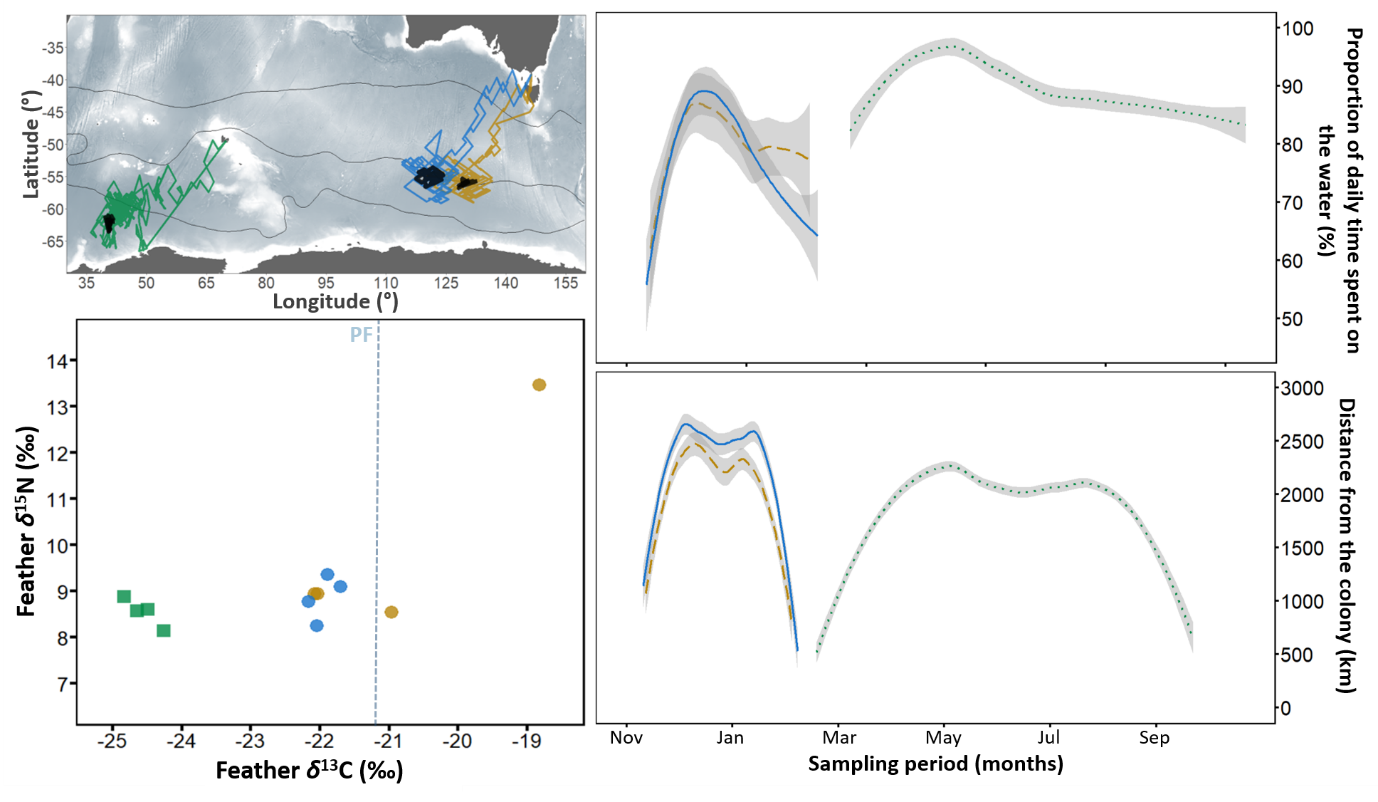 -35
-40
-45
-50
-55
-60
-65
Latitude (°)
35 50 65 80 95 110 125 140 155
Longitude (°)
100
90
80
70
60
50
Proportion of daily time spent on
the water (%)
PF
14
13
12
11
10
9
8
7
Feather δ15N (‰)
-25 -24 -23 -22 -21 -20 -19
Feather δ13C (‰)
3000
2500
2000
1500
1000
500
0
Distance from the colony (km)
Nov Jan Mar May Jul Sep
Sampling period (months)